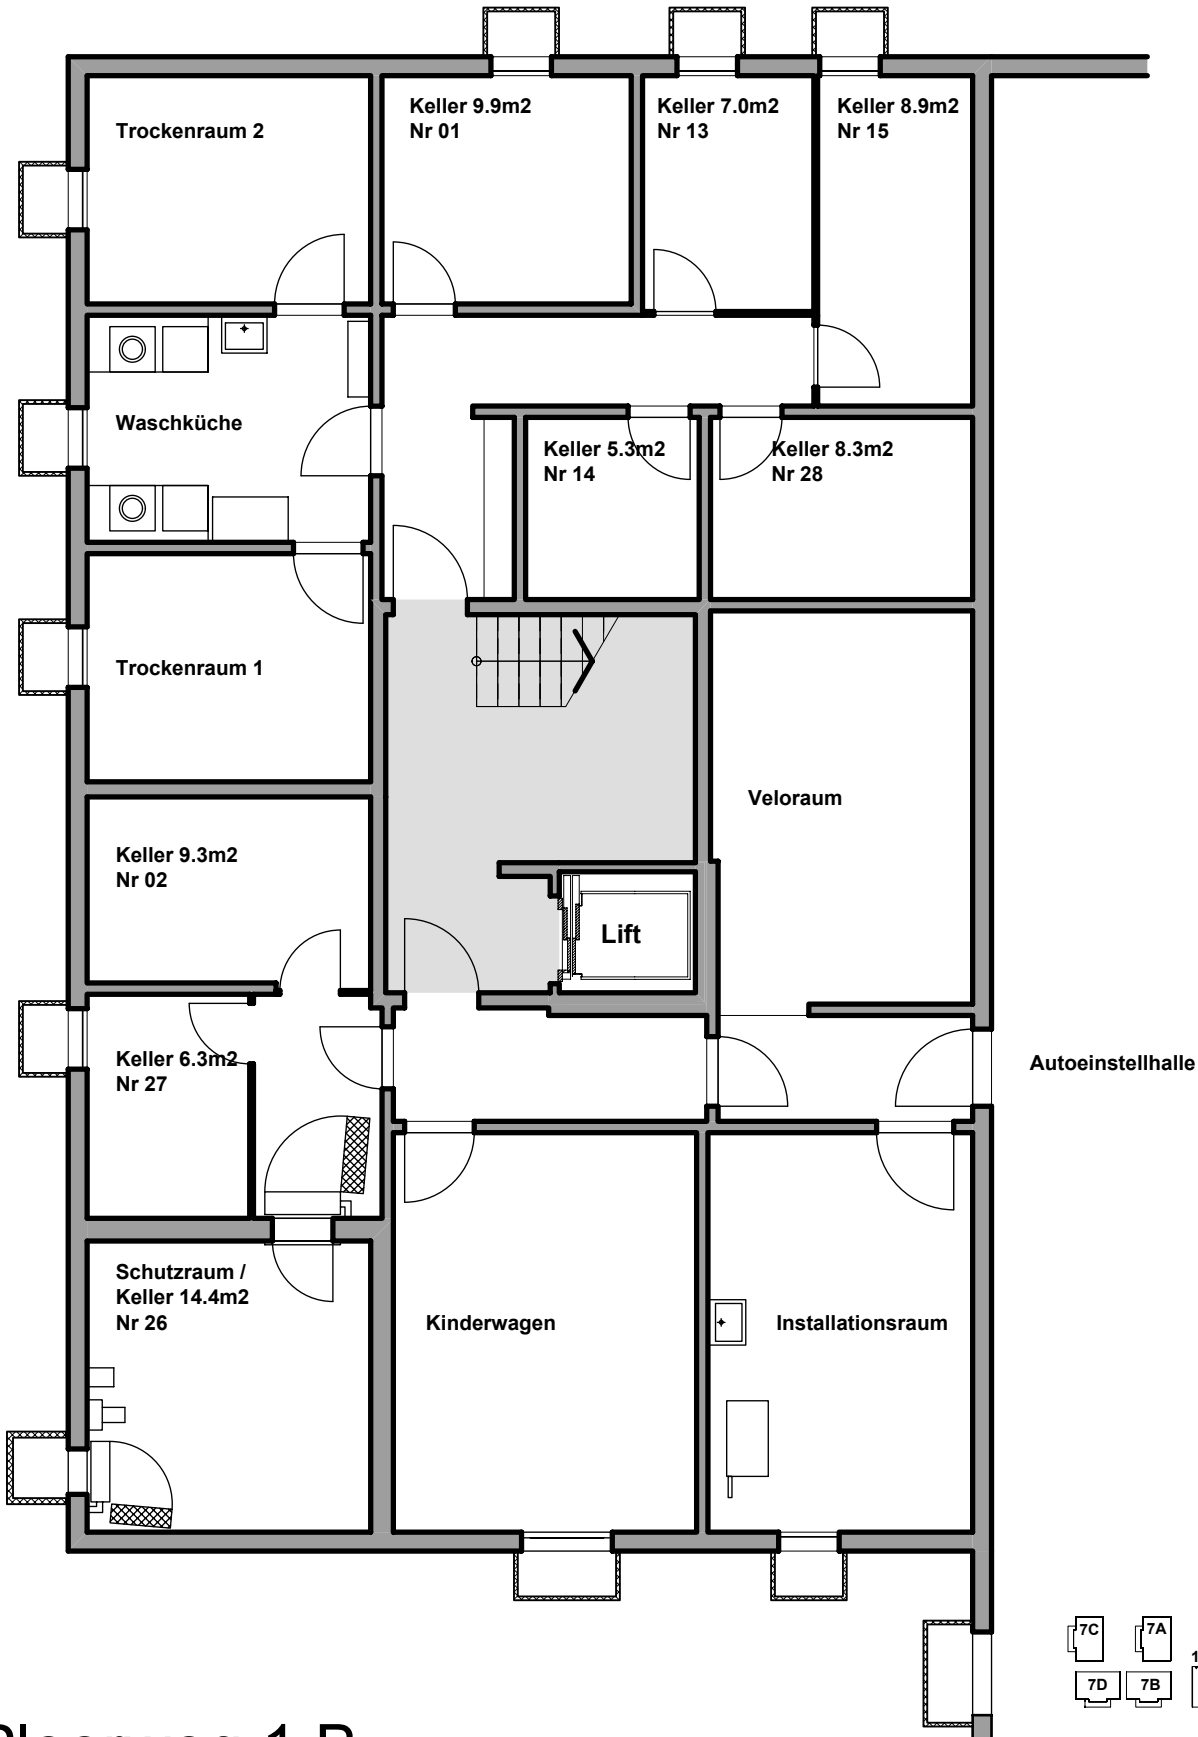 Trockenraum 2
Keller 9.9m2
Nr 01
Keller 7.0m2
Nr 13
Keller 8.9m2
Nr 15
Waschküche
Keller 5.3m2
Nr 14
Keller 8.3m2
Nr 28
Trockenraum 1
Veloraum
Keller 9.3m2
Nr 02
Lift
Keller 6.3m2
Nr 27
Autoeinstellhalle
Schutzraum /
Keller 14.4m2
Nr 26
Kinderwagen
Installationsraum
7C
7A
7D
7B